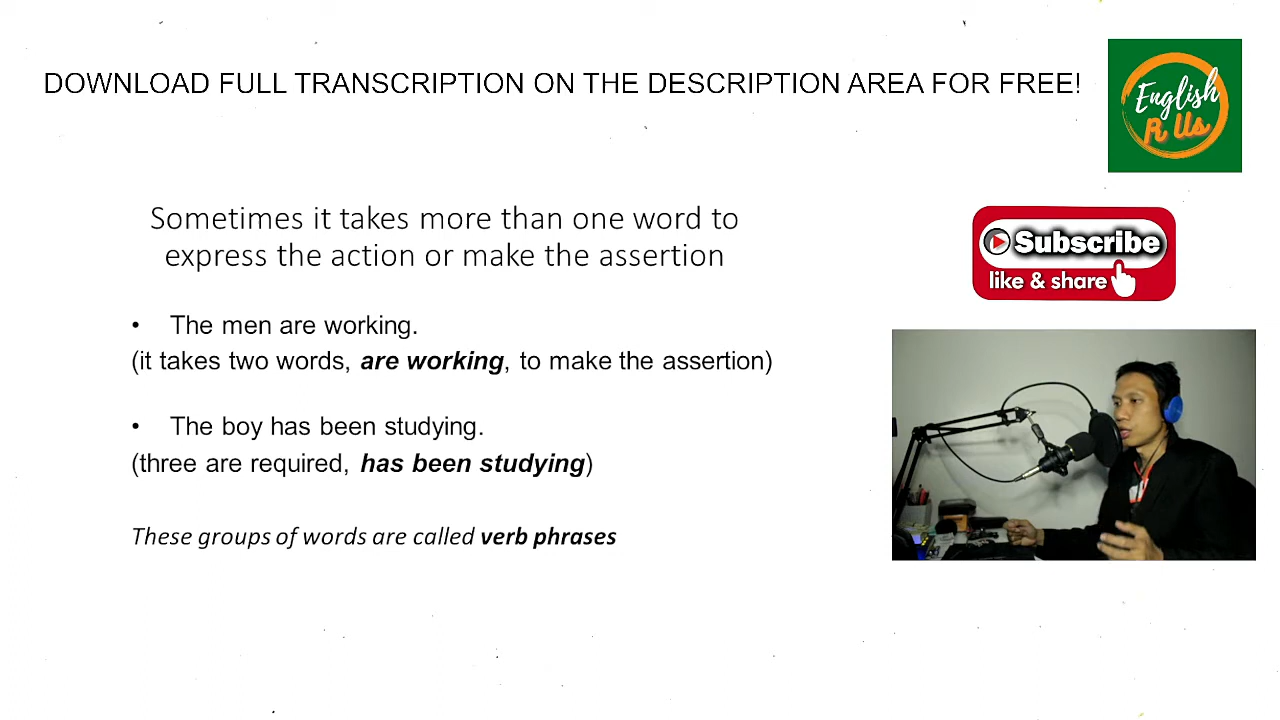 DOWNLOAD FULL TRANSCRIPTION ON THE DESCRIPTION AREA FOR FREE!
English
R Us
Sometimes it takes more than one word to
express the action or make the assertion
Subscribe
like & share
• The men are working.
(it takes two words, are working, to make the assertion)
• The boy has been studying.
(three are required, has been studying)
These groups of words are called verb phrases